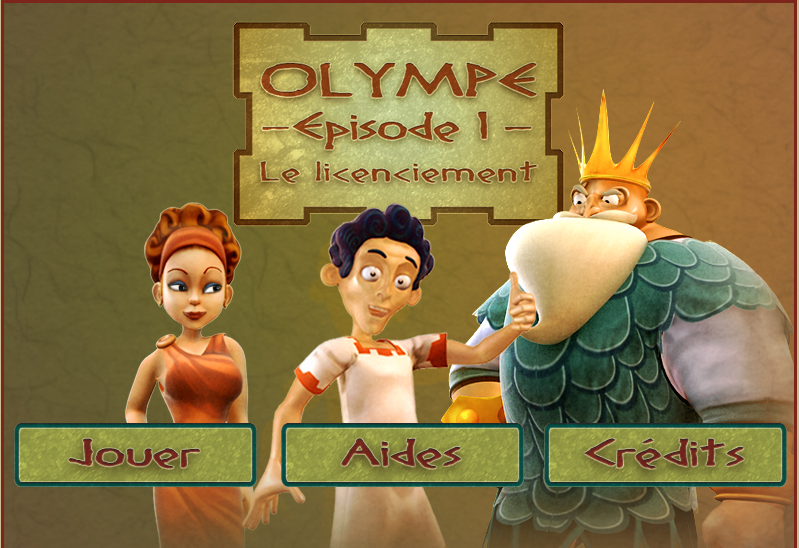 OLYMPE
–Episode 1 –
Le licenciement
Jouer
Aides
Crédits